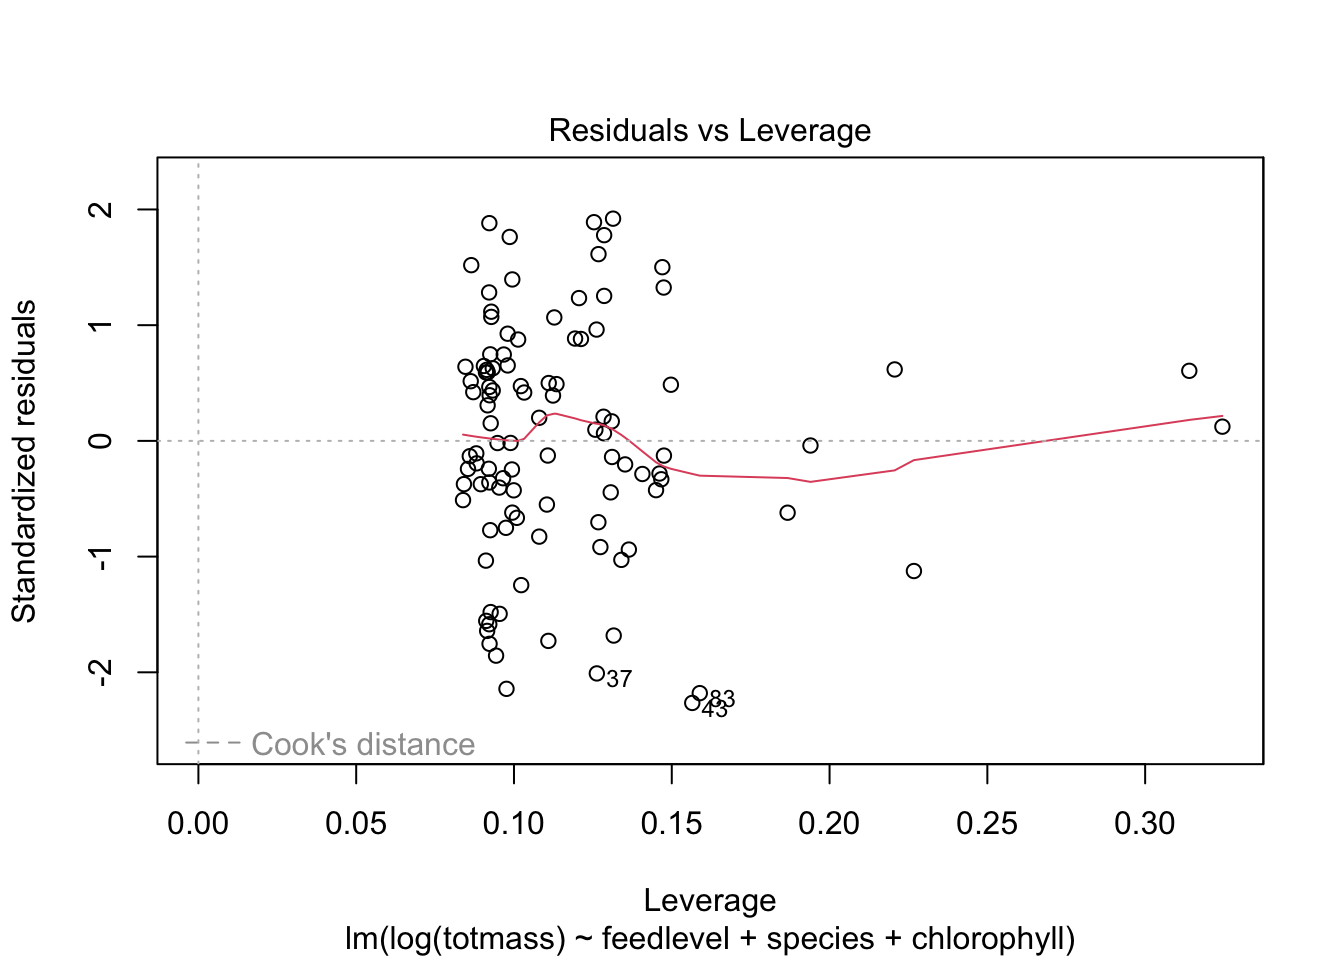 Residuals vs Leverage
Standardized residuals
2
1
0
-1
-2
37
83
43
Cook's distance
0.00 0.05 0.10 0.15 0.20 0.25 0.30
Leverage
lm(log(totmass) ~ feedlevel + species + chlorophyll)